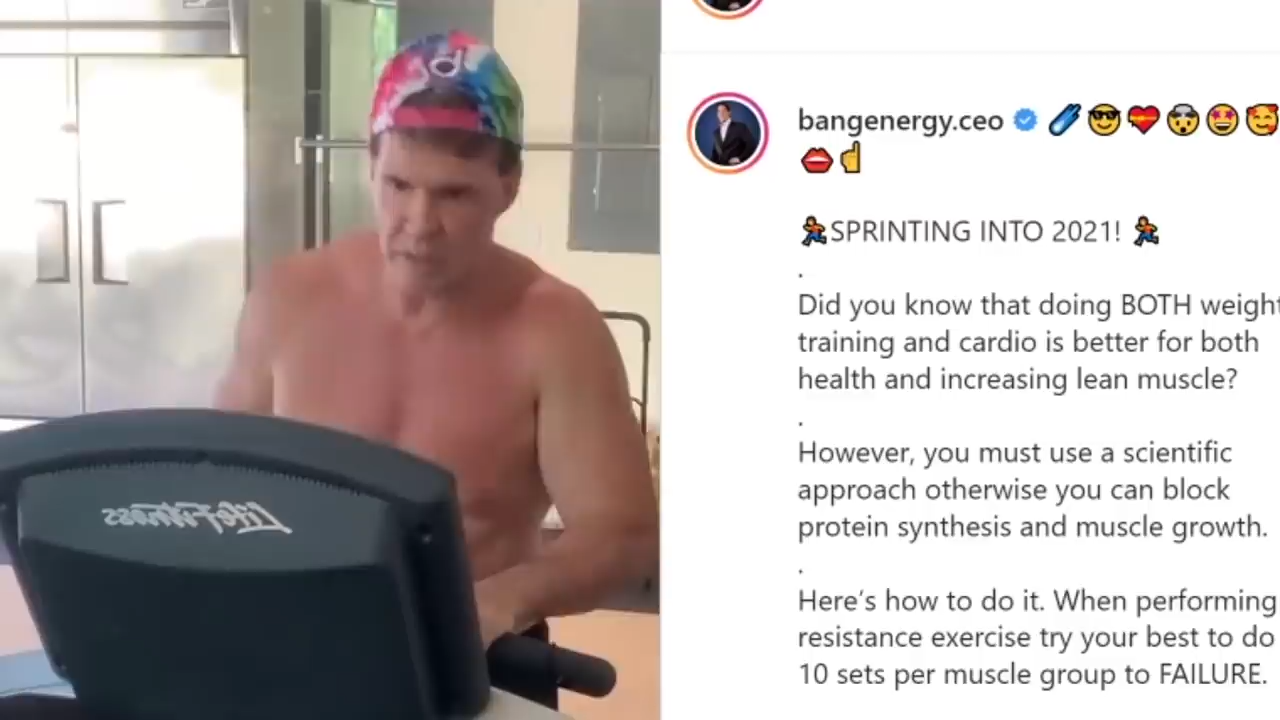 Life Fitness
bangenergy.ceo
SPRINTING INTO 2021!
.
Did you know that doing BOTH weight
training and cardio is better for both
health and increasing lean muscle?
.
However, you must use a scientific
approach otherwise you can block
protein synthesis and muscle growth.
.
Here's how to do it. When performing
resistance exercise try your best to do
10 sets per muscle group to FAILURE.